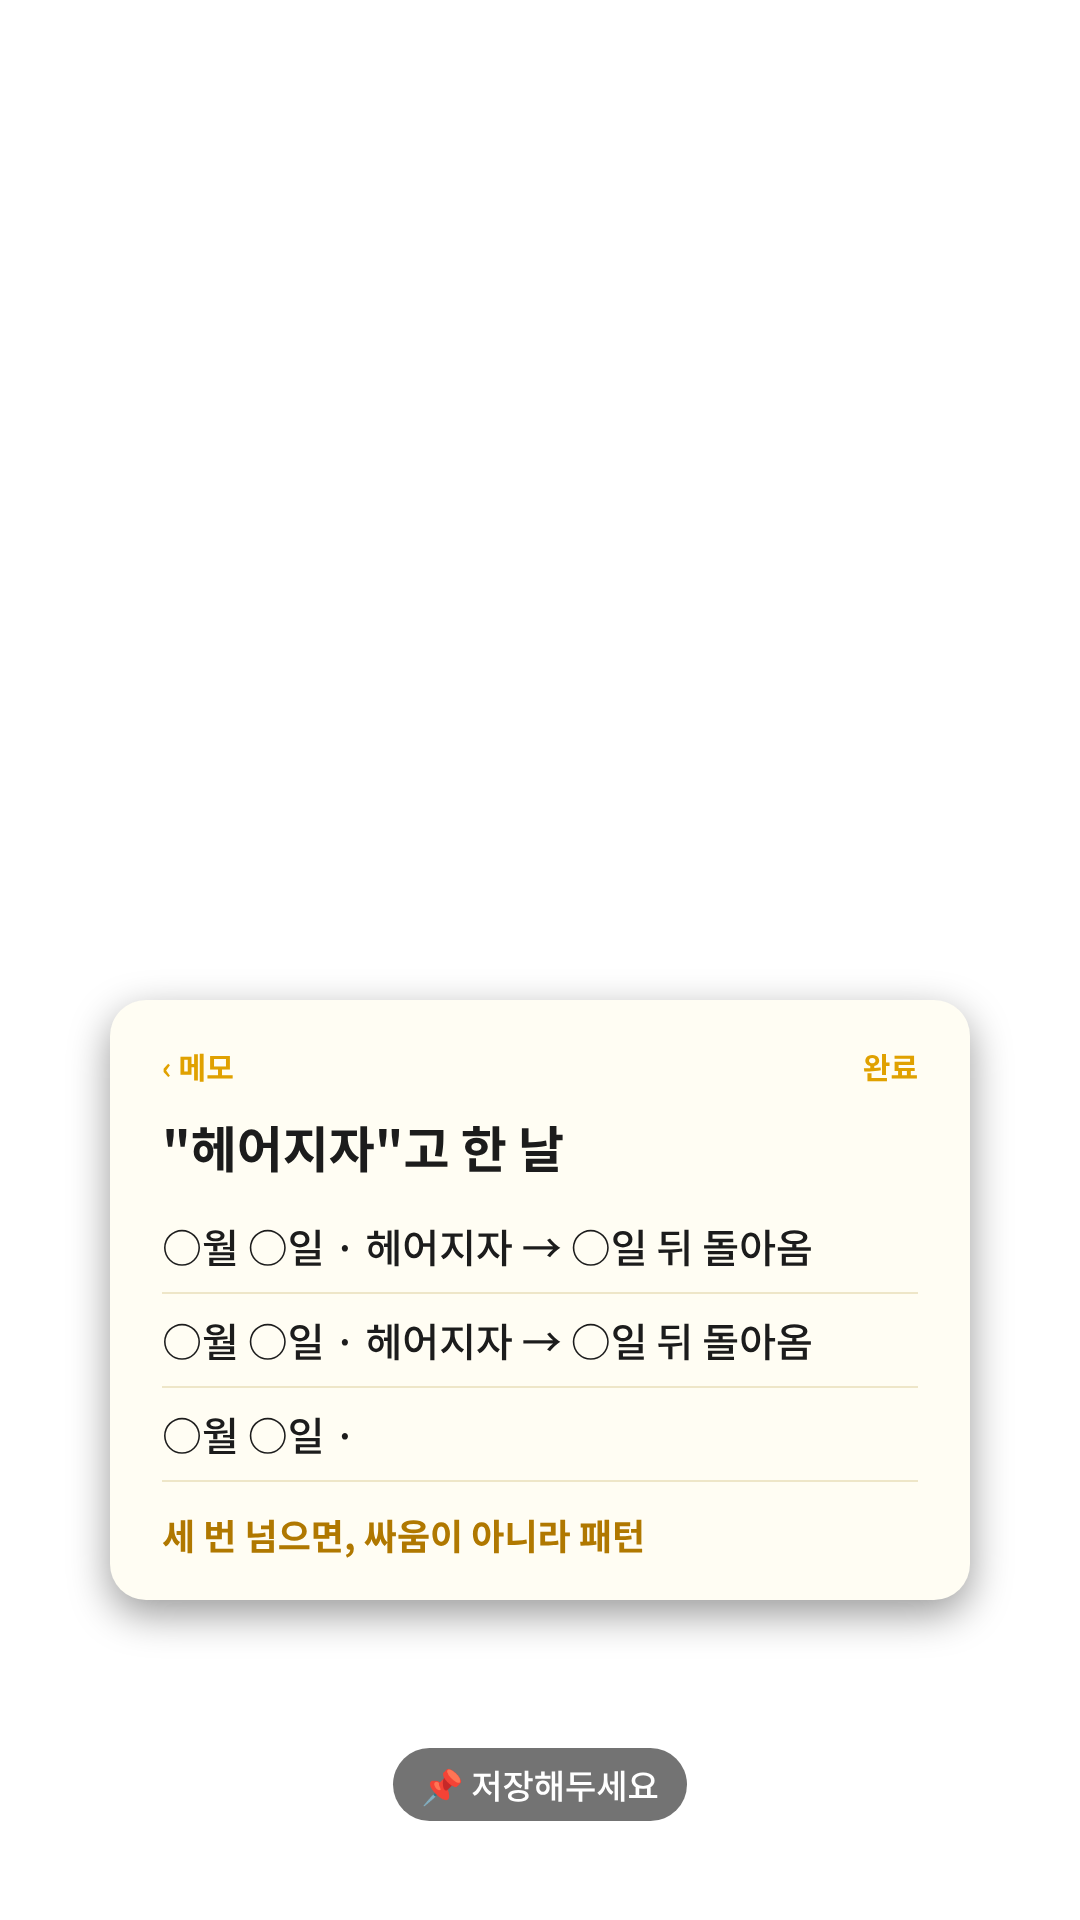 ‹ 메모
완료
"헤어지자"고 한 날
○월 ○일 · 헤어지자 → ○일 뒤 돌아옴
○월 ○일 · 헤어지자 → ○일 뒤 돌아옴
○월 ○일 ·
세 번 넘으면, 싸움이 아니라 패턴
📌 저장해두세요